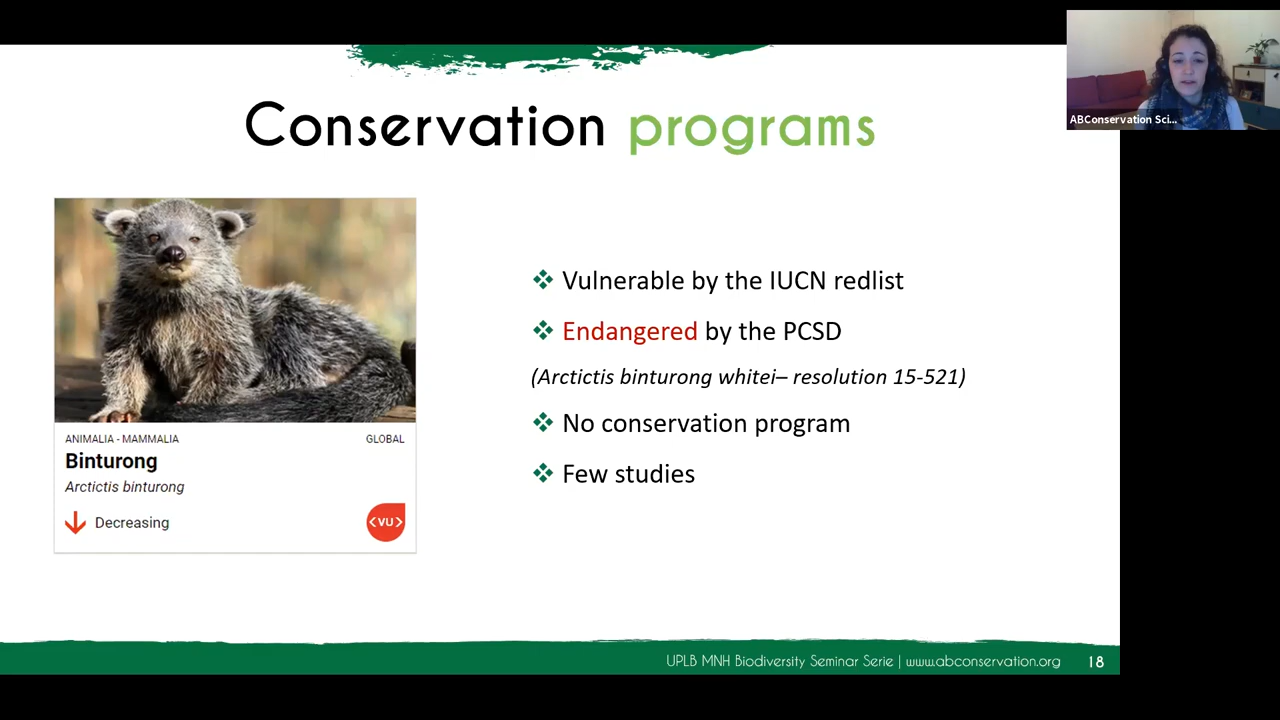 ABConservation Sci...
Conservation programs
Vulnerable by the IUCN redlist
Endangered by the PCSD
(Arctictis binturong whitei– resolution 15-521)
No conservation program
Few studies
ANIMALIA - MAMMALIA GLOBAL
Binturong
Arctictis binturong
Decreasing <VU>
UPLB MNH Biodiversity Seminar Serie | www.abconservation.org 18